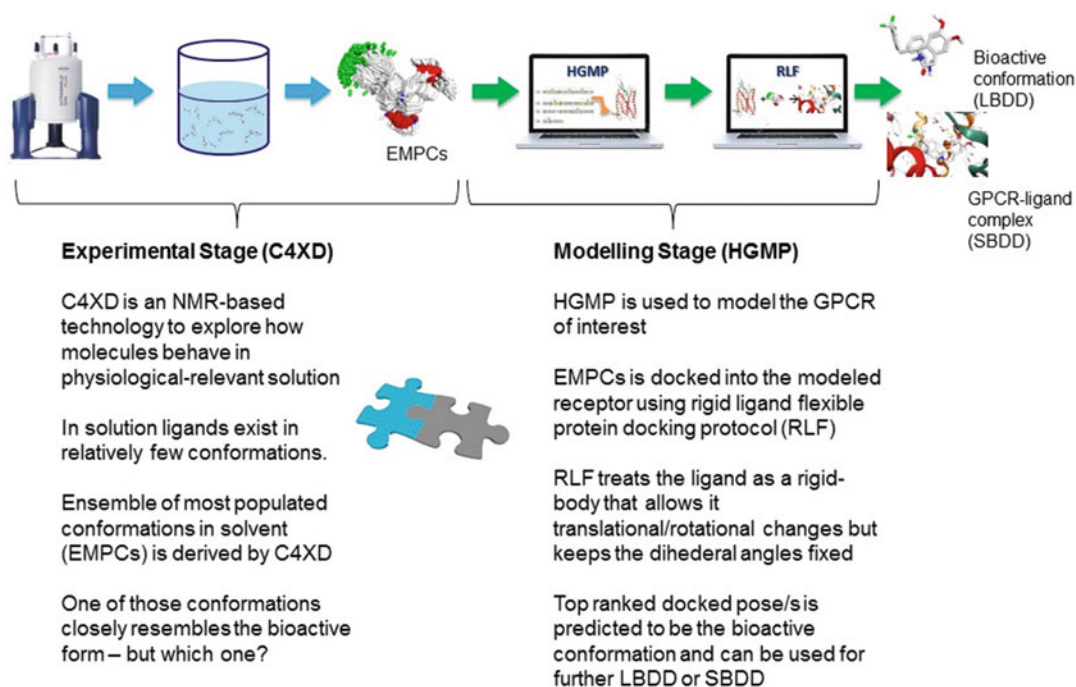 HGMP
RLF
EMPCs
Bioactive
conformation
(LBDD)
GPCR-ligand
complex
(SBDD)
Experimental Stage (C4XD)
C4XD is an NMR-based
technology to explore how
molecules behave in
physiological-relevant solution
In solution ligands exist in
relatively few conformations.
Ensemble of most populated
conformations in solvent
(EMPCs) is derived by C4XD
One of those conformations
closely resembles the bioactive
form – but which one?
Modelling Stage (HGMP)
HGMP is used to model the GPCR
of interest
EMPCs is docked into the modeled
receptor using rigid ligand flexible
protein docking protocol (RLF)
RLF treats the ligand as a rigid-
body that allows it
translational/rotational changes but
keeps the dihederal angles fixed
Top ranked docked pose/s is
predicted to be the bioactive
conformation and can be used for
further LBDD or SBDD